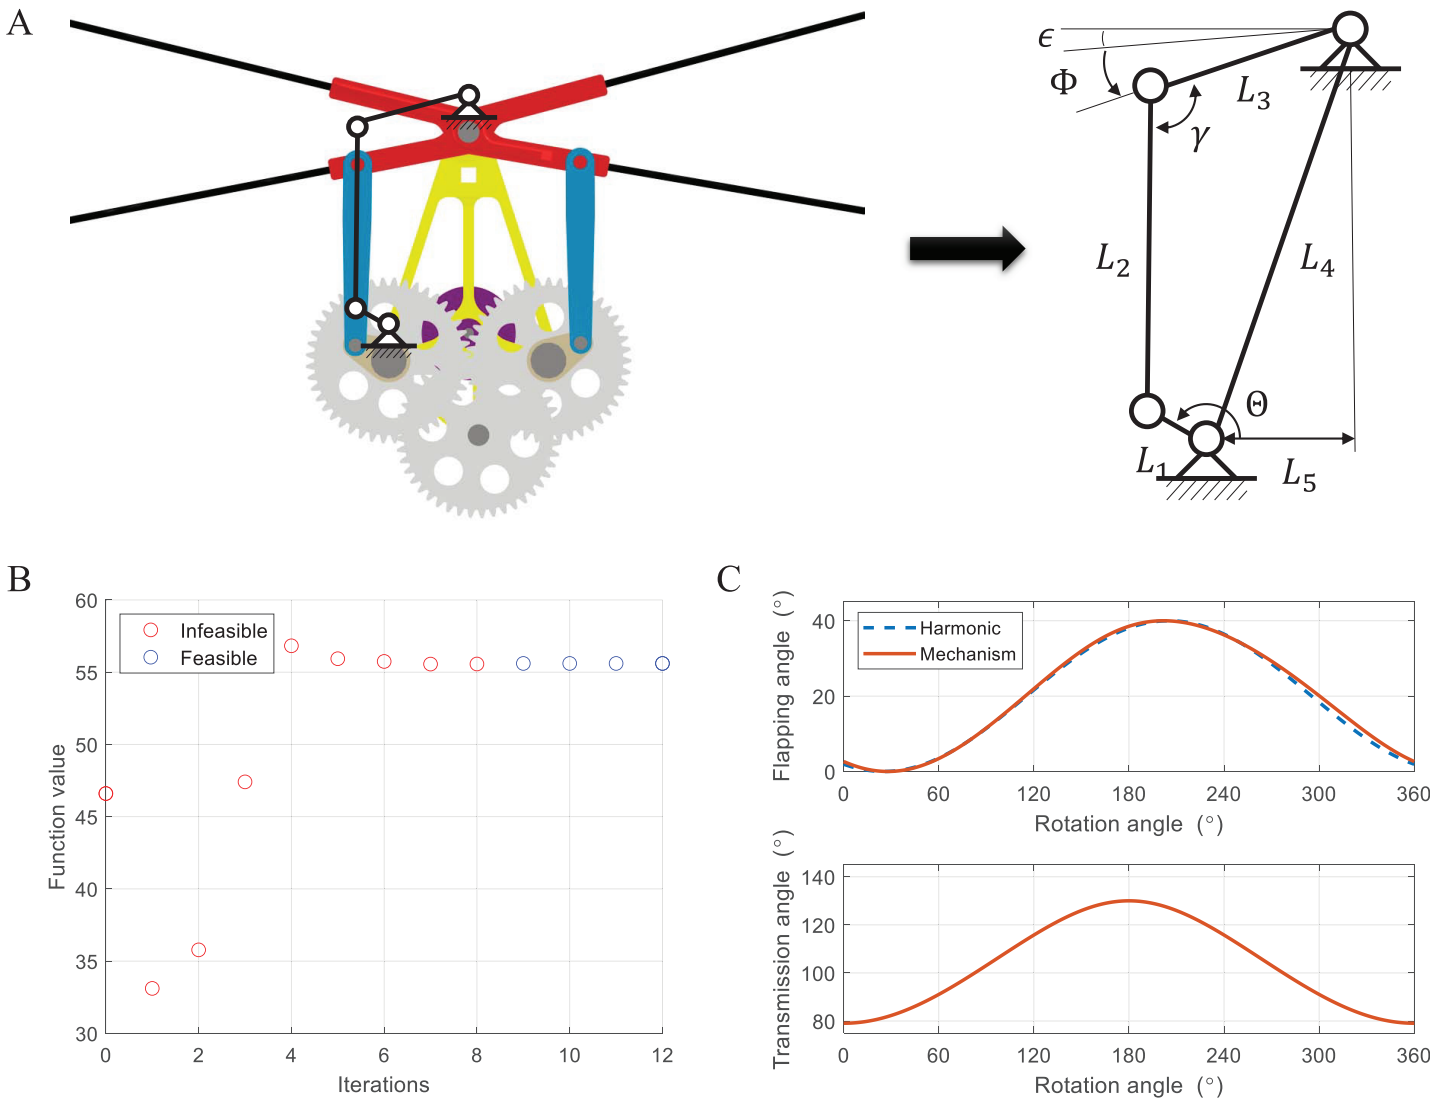 A
ϵ
Φ
L3
γ
L2
L4
Θ
L1
L5
B
60
55
50
45
40
35
30
0
2
4
6
8
10
12
Function value
Iterations
Infeasible
Feasible
C
Flapping angle (°)
40
20
0
Harmonic
Mechanism
0
60
120
180
240
300
360
Rotation angle (°)
Transmission angle (°)
140
120
100
80
0
60
120
180
240
300
360
Rotation angle (°)